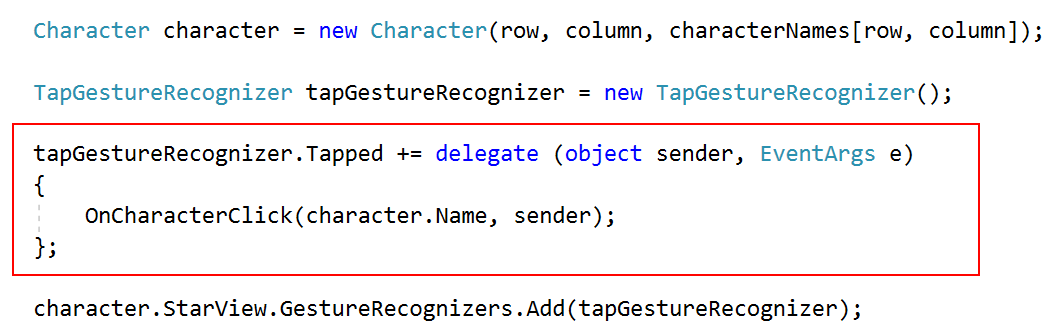 Character character = new Character(row, column, characterNames[row, column]);
TapGestureRecognizer tapGestureRecognizer = new TapGestureRecognizer();
tapGestureRecognizer.Tapped += delegate (object sender, EventArgs e)
{
OnCharacterClick(character.Name, sender);
};
character.StarView.GestureRecognizers.Add(tapGestureRecognizer);